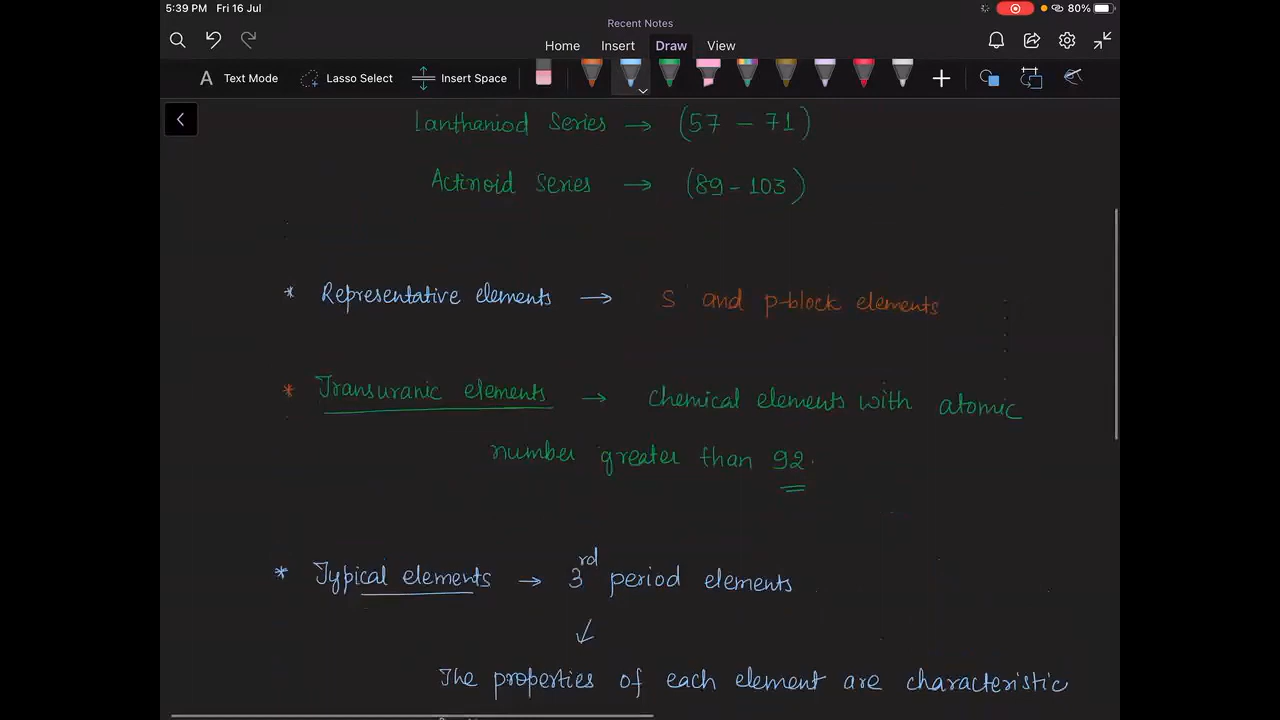 5:39 PM Fri 16 Jul
80%
Recent Notes
Home Insert Draw View
A Text Mode Lasso Select Insert Space
Lanthaniod Series → (57 - 71)
Actinoid Series → (89 - 103)
* Representative elements → S and p-block elements
* Transuranic elements → chemical elements with atomic
number greater than 92.
* Typical elements → 3rd period elements
↓
The properties of each element are characteristic